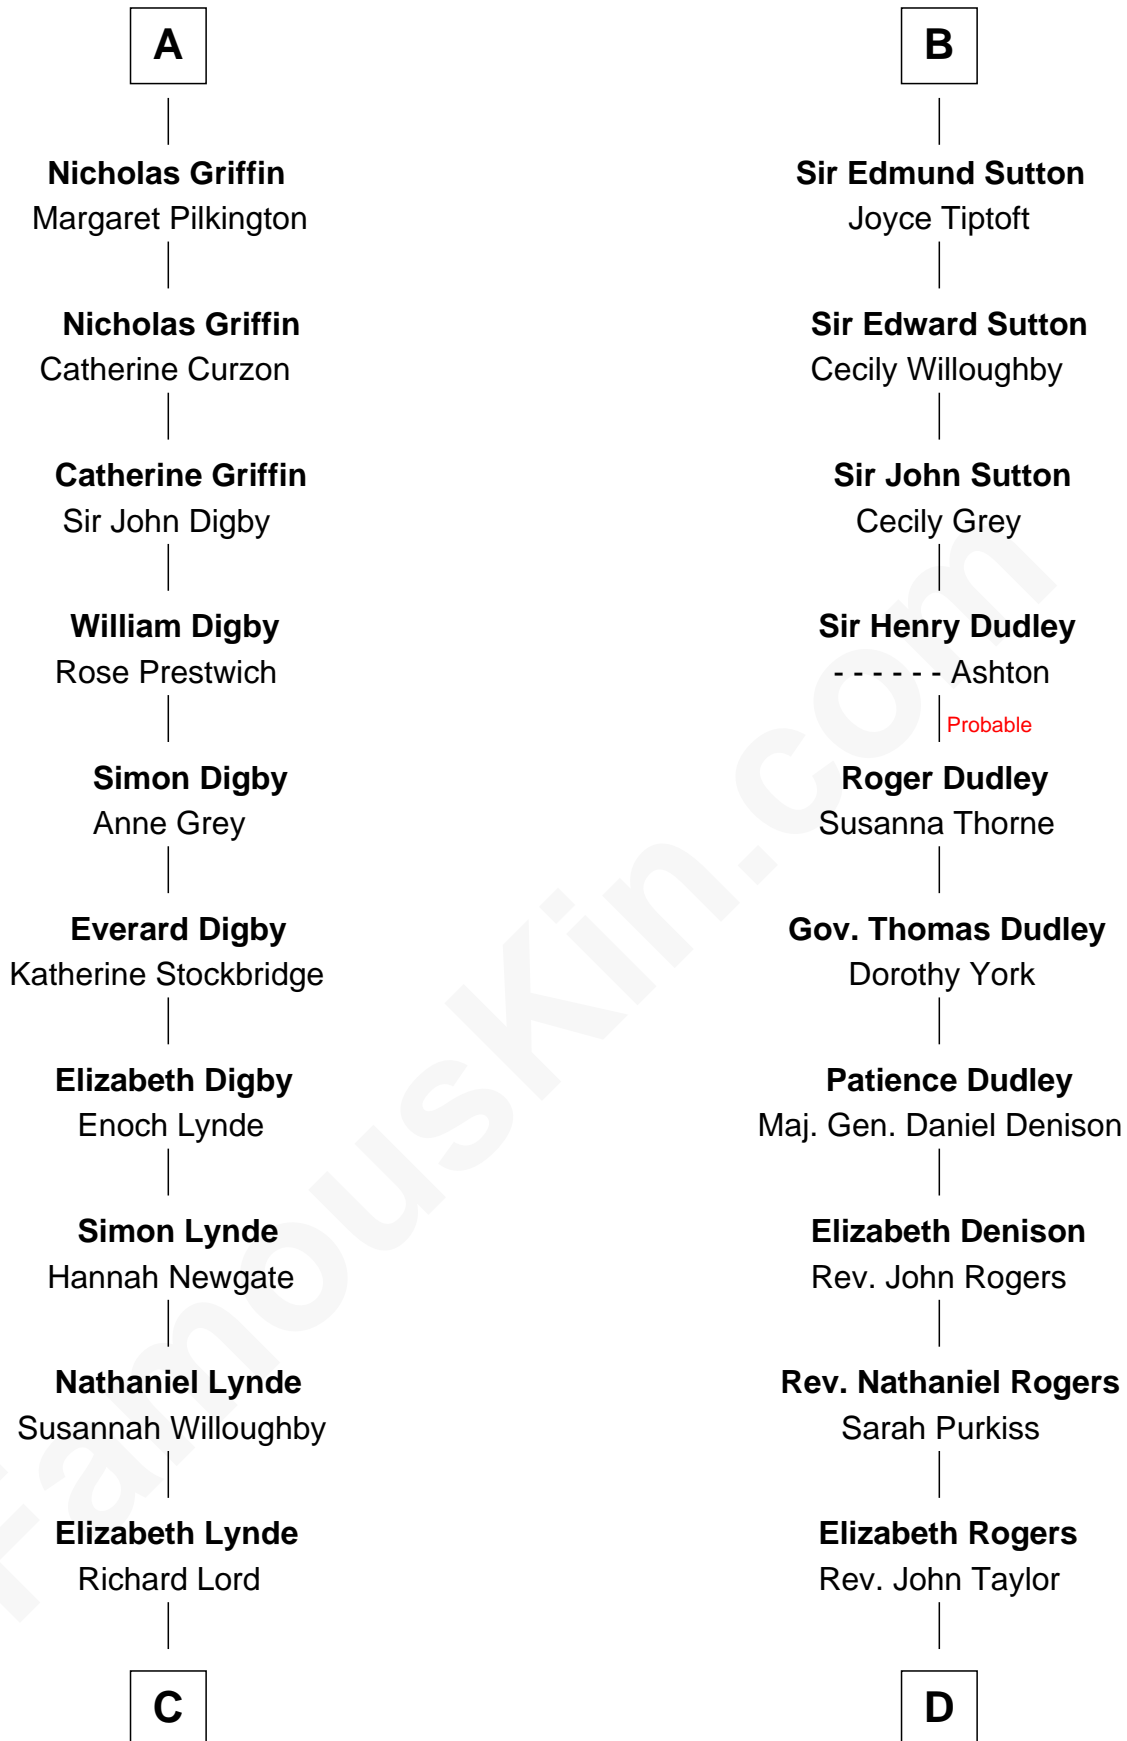 A
Nicholas Griffin
Margaret Pilkington
Nicholas Griffin
Catherine Curzon
Catherine Griffin
Sir John Digby
William Digby
Rose Prestwich
Simon Digby
Anne Grey
Everard Digby
Katherine Stockbridge
Elizabeth Digby
Enoch Lynde
Simon Lynde
Hannah Newgate
Nathaniel Lynde
Susannah Willoughby
Elizabeth Lynde
Richard Lord
C
B
Sir Edmund Sutton
Joyce Tiptoft
Sir Edward Sutton
Cecily Willoughby
Sir John Sutton
Cecily Grey
Sir Henry Dudley
- - - - - - Ashton
Probable
Roger Dudley
Susanna Thorne
Gov. Thomas Dudley
Dorothy York
Patience Dudley
Maj. Gen. Daniel Denison
Elizabeth Denison
Rev. John Rogers
Rev. Nathaniel Rogers
Sarah Purkiss
Elizabeth Rogers
Rev. John Taylor
D
FamousKin.com